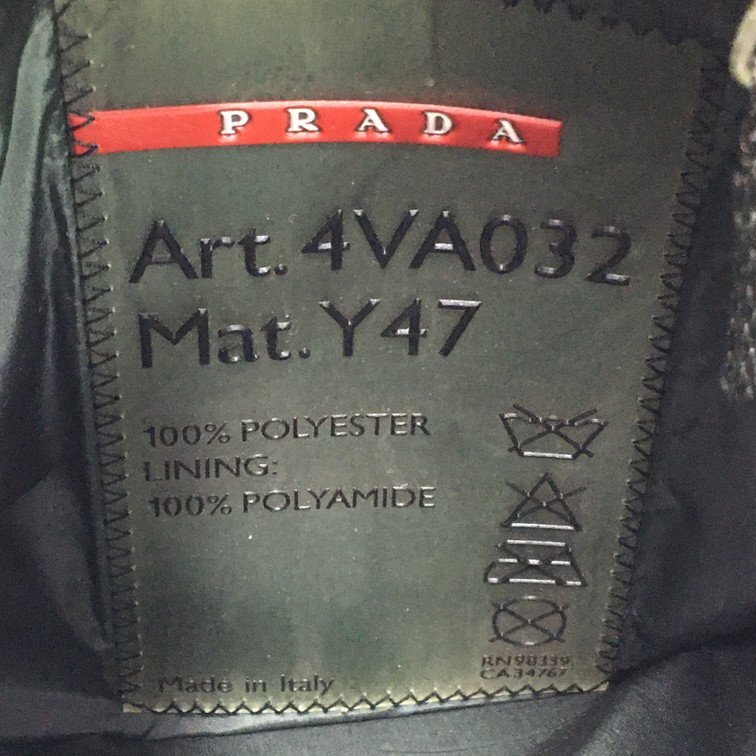 PRADA
Art. 4VA032
Mat. Y47
100% POLYESTER
LINING:
100% POLYAMIDE
RN98339
CA34767
Made in Italy